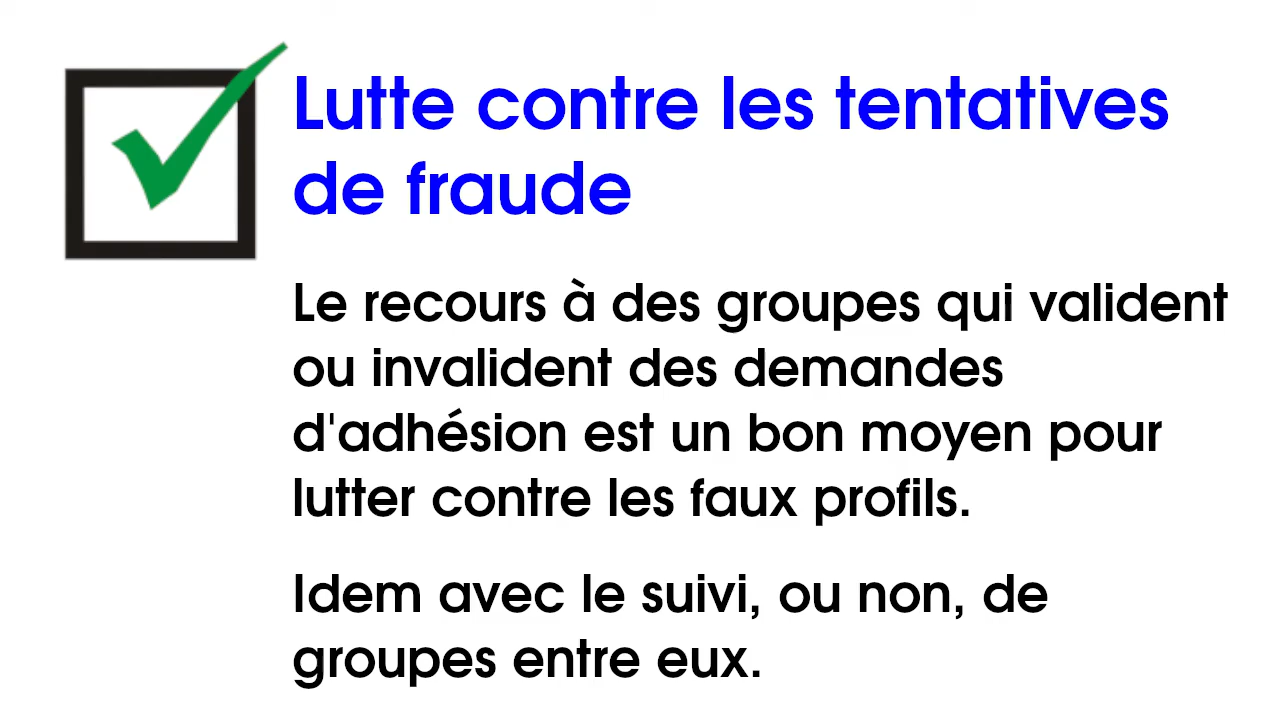 Lutte contre les tentatives
de fraude
Le recours à des groupes qui valident
ou invalident des demandes
d'adhésion est un bon moyen pour
lutter contre les faux profils.
Idem avec le suivi, ou non, de
groupes entre eux.